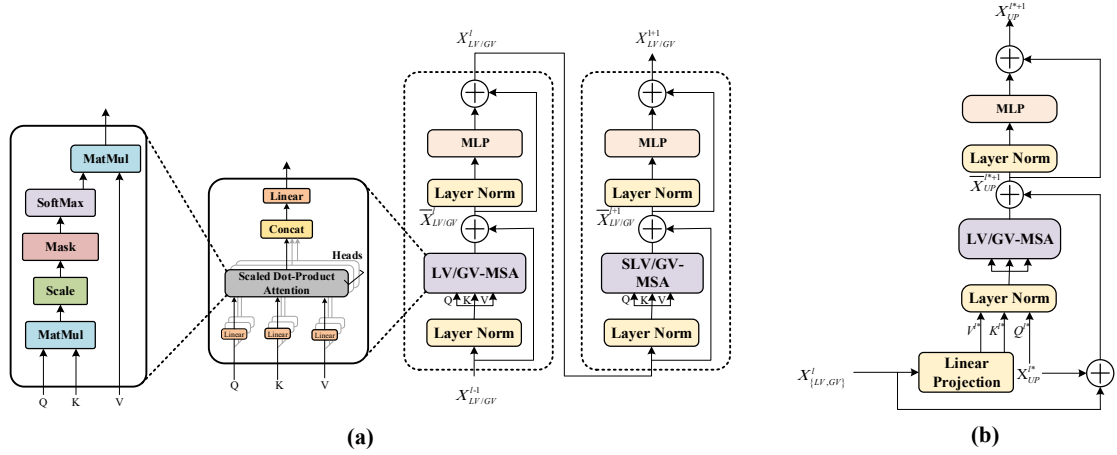 MatMul
SoftMax
Mask
Scale
MatMul
Q K V
Linear
Concat
Heads
Scaled Dot-Product
Attention
Linear Linear Linear
Q K V
X^l_{LV/GV}
MLP
Layer Norm
X̄^l_{LV/GV}
LV/GV-MSA
Q K V
Layer Norm
X^{l-1}_{LV/GV}
X^{l+1}_{LV/GV}
MLP
Layer Norm
X̄^{l+1}_{LV/GV}
SLV/GV-
MSA
Q K V
Layer Norm
(a)
X^{l*+1}_{UP}
MLP
Layer Norm
X̄^{l*+1}_{UP}
LV/GV-MSA
Layer Norm
V^{l*} K^{l*} Q^{l*}
X^l_{{LV,GV}}
Linear
Projection
X^{l*}_{UP}
(b)